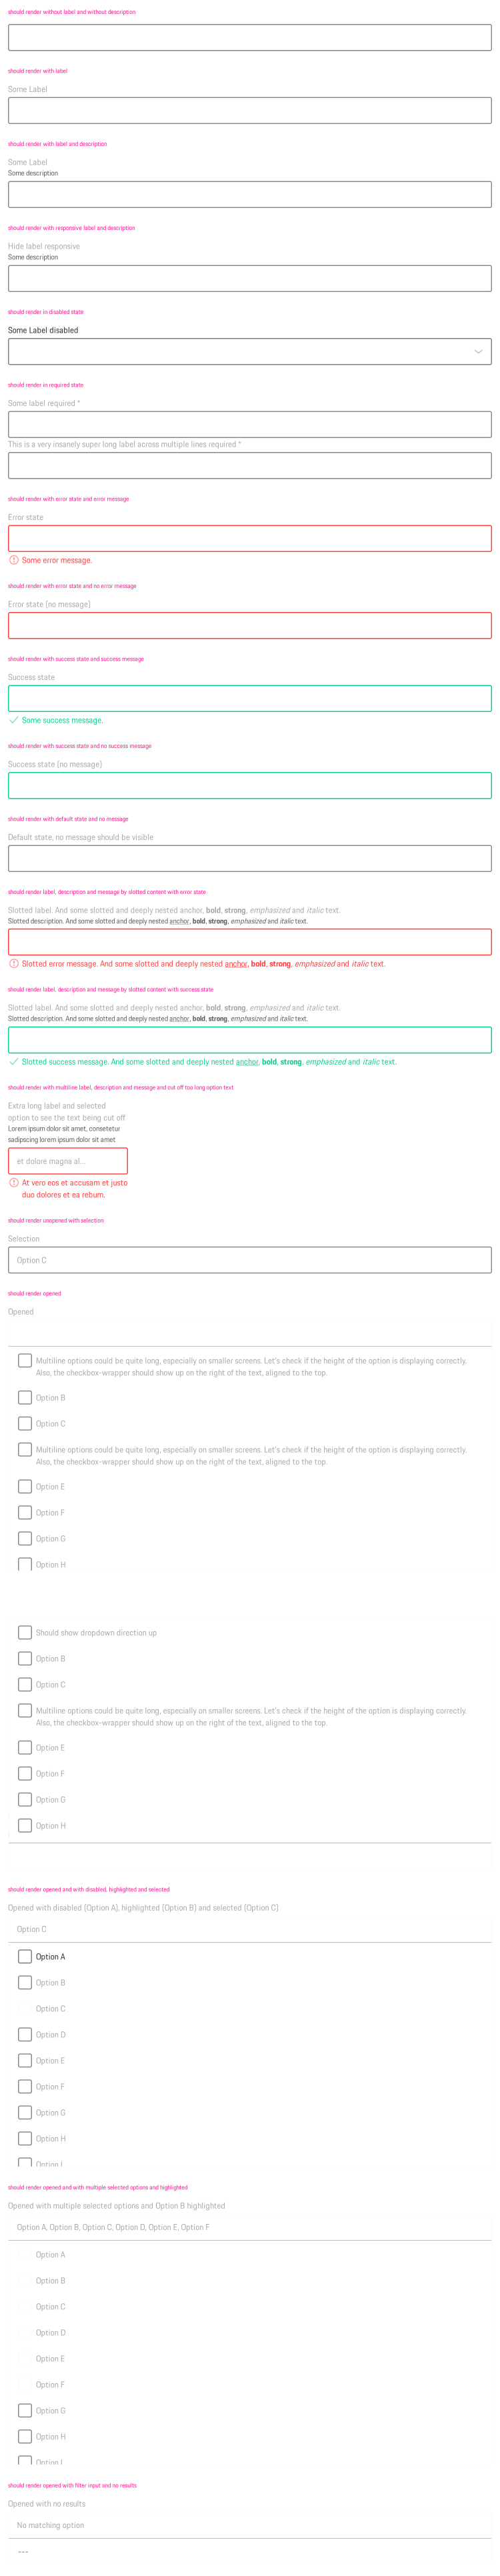 should render without label and without description
should render with label
Some Label
should render with label and description
Some Label
Some description
should render with responsive label and description
Hide label responsive
Some description
should render in disabled state
Some Label disabled
should render in required state
Some label required *
This is a very insanely super long label across multiple lines required *
should render with error state and error message
Error state
Some error message.
should render with error state and no error message
Error state (no message)
should render with success state and success message
Success state
Some success message.
should render with success state and no success message
Success state (no message)
should render with default state and no message
Default state, no message should be visible
should render label, description and message by slotted content with error state
Slotted label. And some slotted and deeply nested anchor, bold, strong, emphasized and italic text.
Slotted description. And some slotted and deeply nested anchor, bold, strong, emphasized and italic text.
Slotted error message. And some slotted and deeply nested anchor, bold, strong, emphasized and italic text.
should render label, description and message by slotted content with success state
Slotted label. And some slotted and deeply nested anchor, bold, strong, emphasized and italic text.
Slotted description. And some slotted and deeply nested anchor, bold, strong, emphasized and italic text.
Slotted success message. And some slotted and deeply nested anchor, bold, strong, emphasized and italic text.
should render with multiline label, description and message and cut off too long option text
Extra long label and selected
option to see the text being cut off
Lorem ipsum dolor sit amet, consetetur
sadipscing lorem ipsum dolor sit amet
et dolore magna al...
At vero eos et accusam et justo
duo dolores et ea rebum.
should render unopened with selection
Selection
Option C
should render opened
Opened
Multiline options could be quite long, especially on smaller screens. Let's check if the height of the option is displaying correctly.
Also, the checkbox-wrapper should show up on the right of the text, aligned to the top.
Option B
Option C
Multiline options could be quite long, especially on smaller screens. Let's check if the height of the option is displaying correctly.
Also, the checkbox-wrapper should show up on the right of the text, aligned to the top.
Option E
Option F
Option G
Option H
Should show dropdown direction up
Option B
Option C
Multiline options could be quite long, especially on smaller screens. Let's check if the height of the option is displaying correctly.
Also, the checkbox-wrapper should show up on the right of the text, aligned to the top.
Option E
Option F
Option G
Option H
should render opened and with disabled, highlighted and selected
Opened with disabled (Option A), highlighted (Option B) and selected (Option C)
Option C
Option A
Option B
Option C
Option D
Option E
Option F
Option G
Option H
Option I
should render opened and with multiple selected options and highlighted
Opened with multiple selected options and Option B highlighted
Option A, Option B, Option C, Option D, Option E, Option F
Option A
Option B
Option C
Option D
Option E
Option F
Option G
Option H
Option I
should render opened with filter input and no results
Opened with no results
No matching option
---